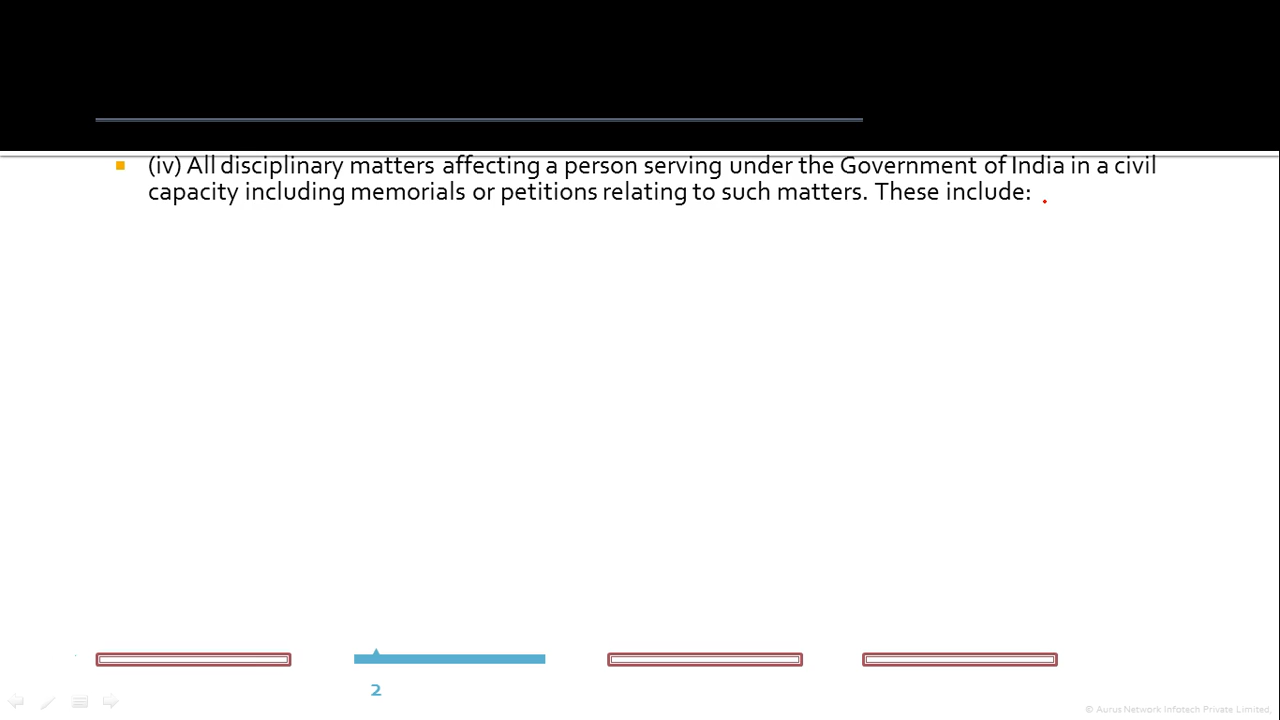 (iv) All disciplinary matters affecting a person serving under the Government of India in a civil
capacity including memorials or petitions relating to such matters. These include:
2
© Aurus Network Infotech Private Limited,